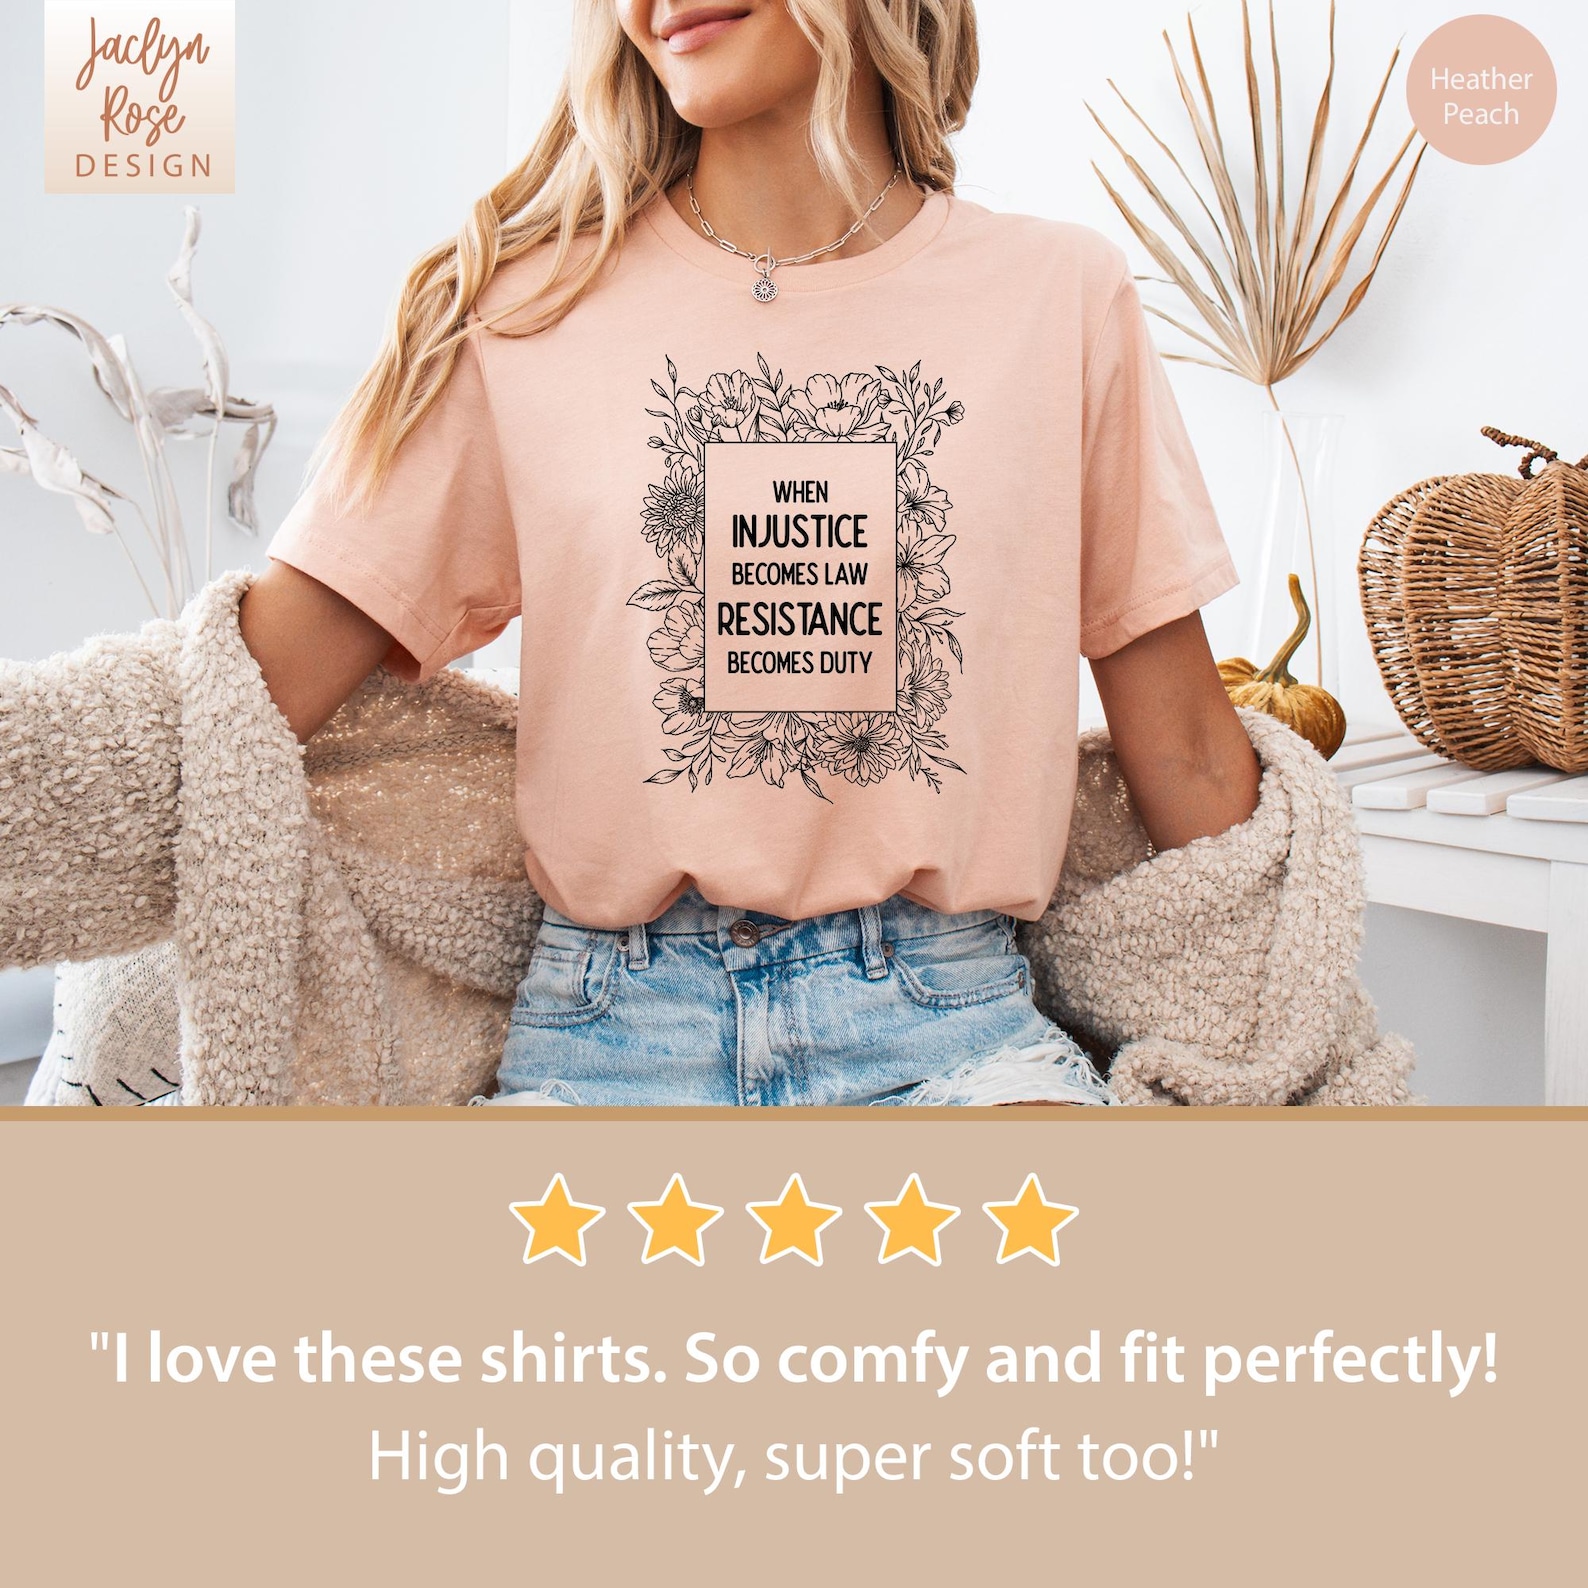 Jaclyn
Rose
DESIGN
Heather
Peach
WHEN
INJUSTICE
BECOMES LAW
RESISTANCE
BECOMES DUTY
"I love these shirts. So comfy and fit perfectly!
High quality, super soft too!"